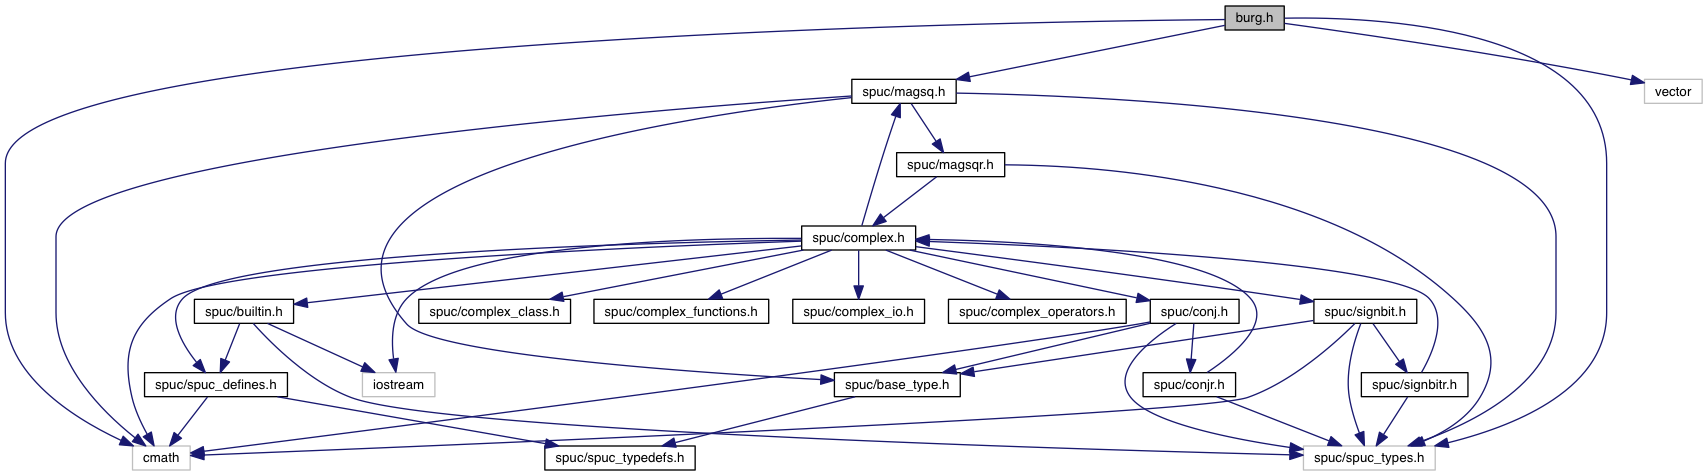 burg.h
spuc/magsq.h
vector
spuc/magsqr.h
spuc/complex.h
spuc/builtin.h
spuc/complex_class.h
spuc/complex_functions.h
spuc/complex_io.h
spuc/complex_operators.h
spuc/conj.h
spuc/signbit.h
spuc/spuc_defines.h
iostream
spuc/base_type.h
spuc/conjr.h
spuc/signbitr.h
cmath
spuc/spuc_typedefs.h
spuc/spuc_types.h